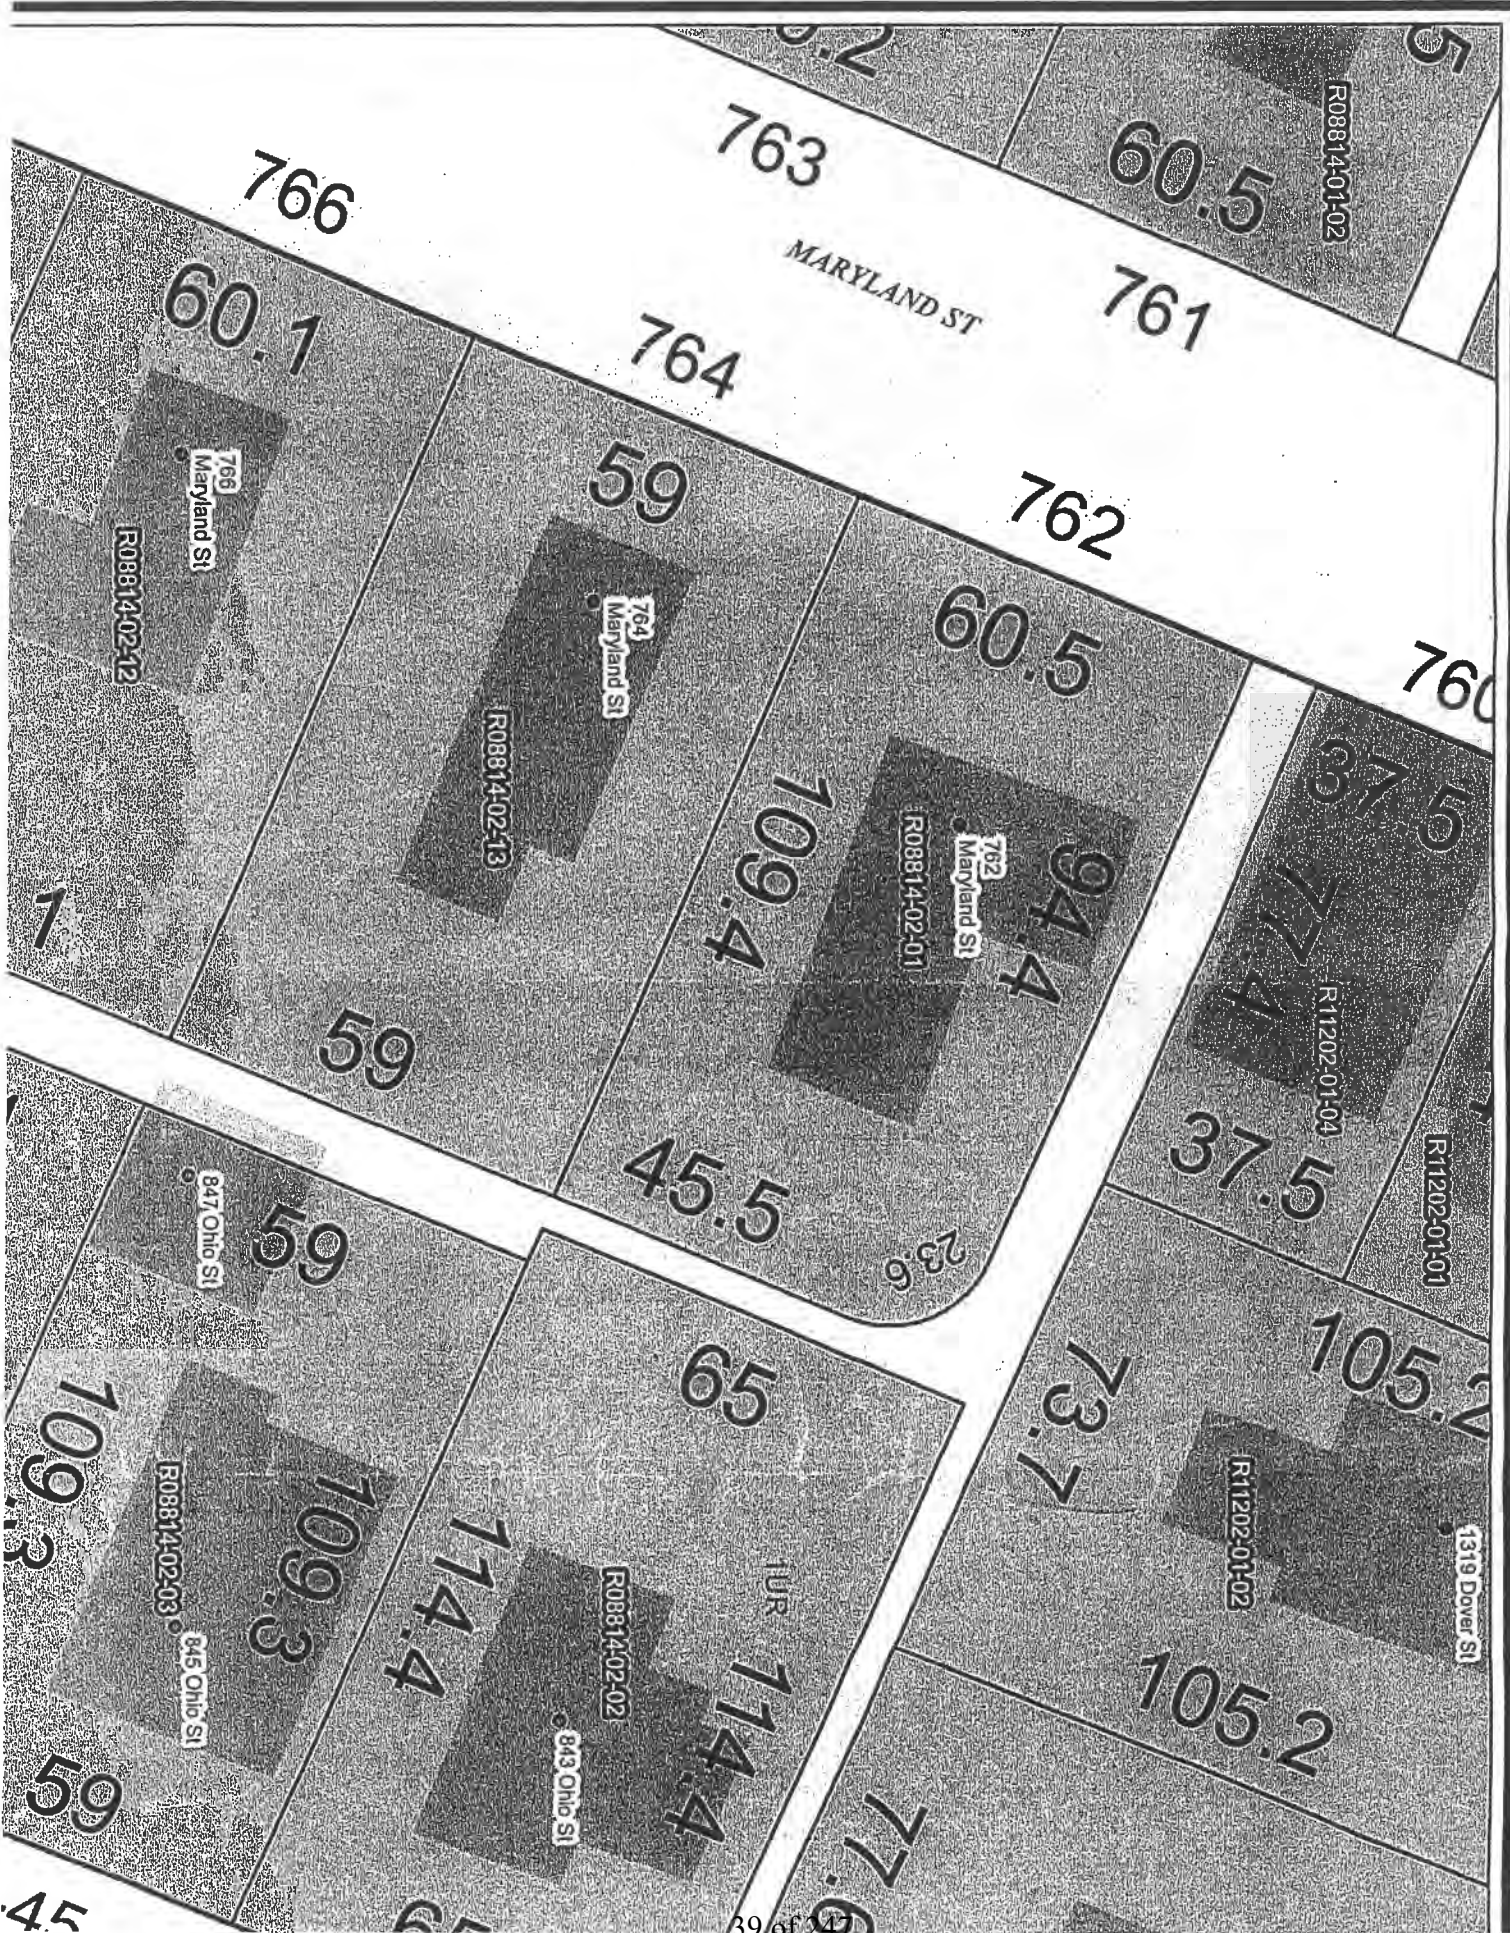 60.5
R08814-01-02
763
761
MARYLAND ST
766
764
762
60.1
59
60.5
37.5
766
Maryland St
R08814-02-12
764
Maryland St
R08814-02-13
762
Maryland St
R08814-02-01
109.4
94.4
77.4
R11202-01-04
37.5
R11202-01-01
59
45.5
23.6
847 Ohio St
59
65
73.7
105.2
R11202-01-02
1319 Dover St
109.3
R08814-02-03
109.3
845 Ohio St
114.4
R08814-02-02
1UR
114.4
843 Ohio St
105.2
59
77.6
39 of 247